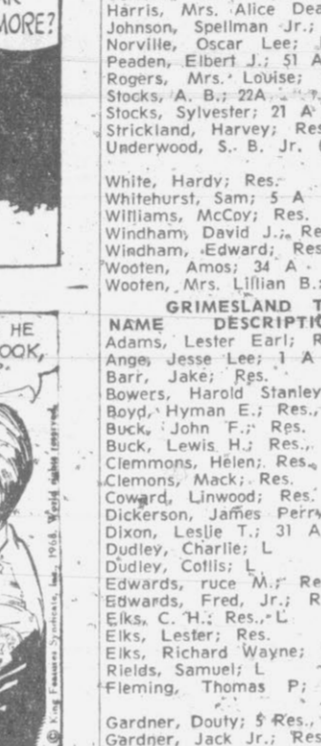 MORE?
HE
OOK,
© King Features Syndicate, Inc., 1968. World rights reserved.
Harris, Mrs. Alice Dea
Johnson, Spellman Jr.;
Norville, Oscar Lee;
Peaden, Elbert J.; 51 A
Rogers, Mrs. Louise;
Stocks, A. B.; 22A
Stocks, Sylvester; 21 A
Strickland, Harvey; Res
Underwood, S. B. Jr.
White, Hardy; Res.
Whitehurst, Sam; 5 A
Williams, McCoy; Res.
Windham, David J.; Re
Windham, Edward; Res
Wooten, Amos; 34 A
Wooten, Mrs. Lillian B.;
GRIMESLAND T
NAME DESCRIPTIO
Adams, Lester Earl; R
Ange, Jesse Lee; 1 A
Barr, Jake; Res.
Bowers, Harold Stanley
Boyd, Hyman E.; Res.,
Buck, John F.; Res.
Buck, Lewis H.; Res.,
Clemmons, Helen; Res.
Clemons, Mack; Res.
Coward, Linwood; Res.
Dickerson, James Perry
Dixon, Leslie T.; 31 A
Dudley, Charlie; L
Dudley, Collis; L
Edwards, ruce M.; Re
Edwards, Fred, Jr.; R
Elks, C. H.; Res., L
Elks, Lester; Res.
Elks, Richard Wayne;
Rields, Samuel; L
Fleming, Thomas P;
Gardner, Douty; 5 Res.,
Gardner, Jack Jr.; Res